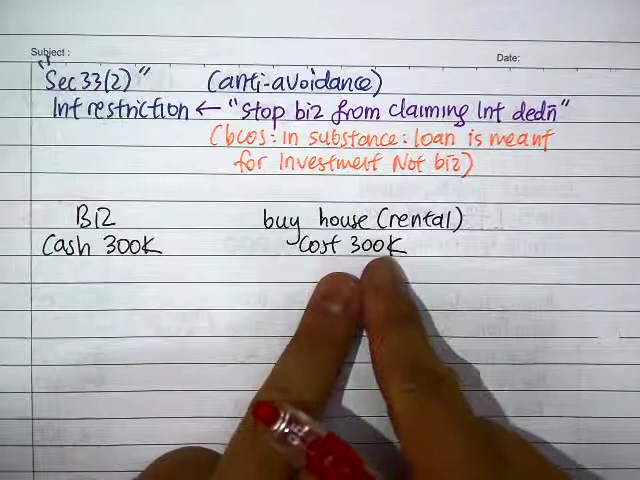 Subject :
Date:
"Sec 33(2)" (anti-avoidance)
Int restriction ← "stop biz from claiming Int dedn̄"
(bcos: in substance: loan is meant
for investment Not biz)
Biz buy house (rental)
Cash 300K Cost 300K